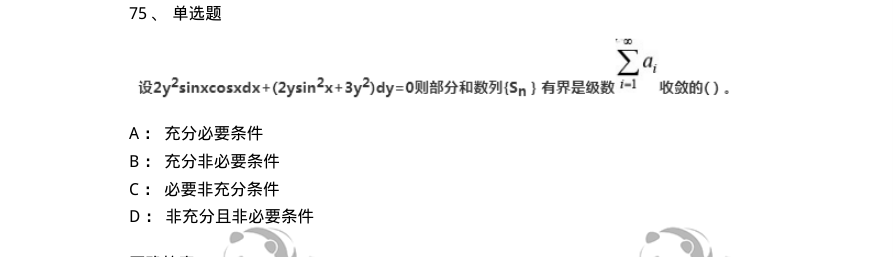 75 、 单选题
设2y²sinxcosxdx+(2ysin²x+3y²)dy=0则部分和数列{Sₙ } 有界是级数 ∑_{i=1}^{∞} aᵢ 收敛的( ) 。
A ： 充分必要条件
B ： 充分非必要条件
C ： 必要非充分条件
D ： 非充分且非必要条件